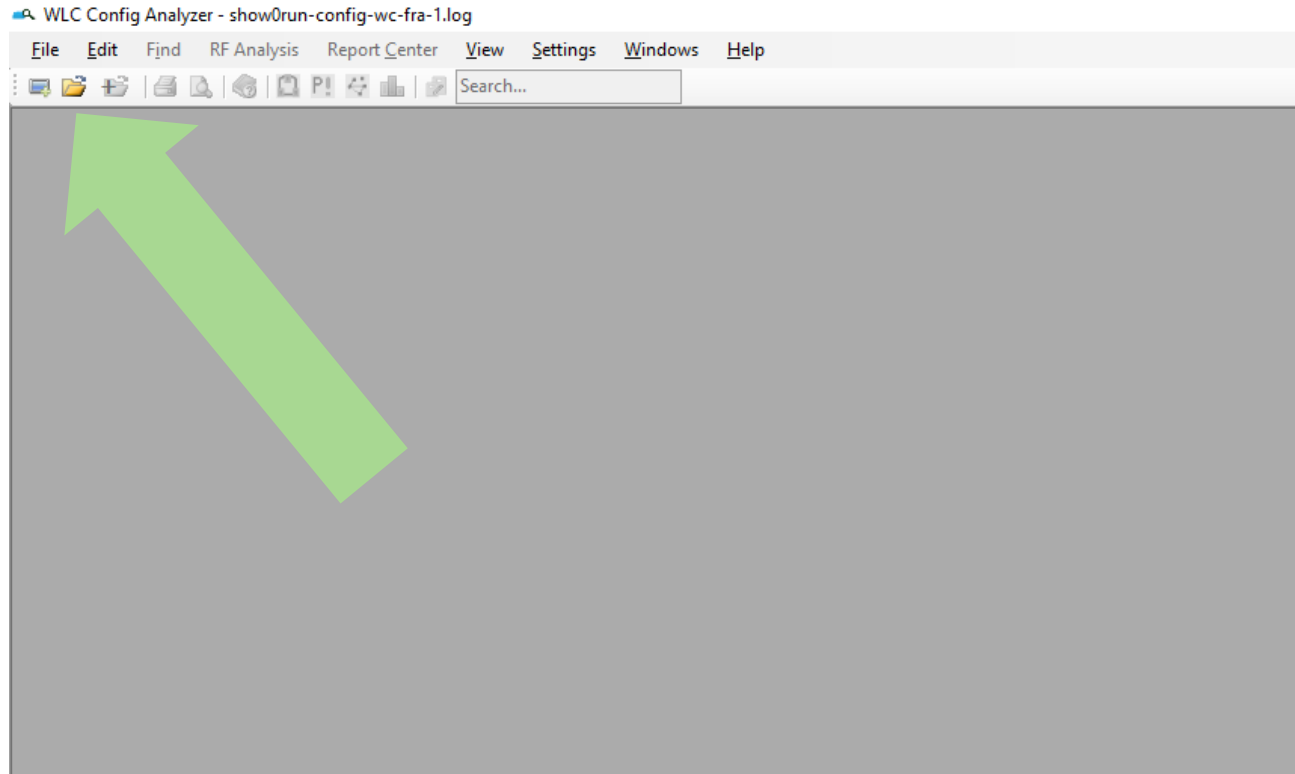 WLC Config Analyzer - show0run-config-wc-fra-1.log
File Edit Find RF Analysis Report Center View Settings Windows Help
P! Search...